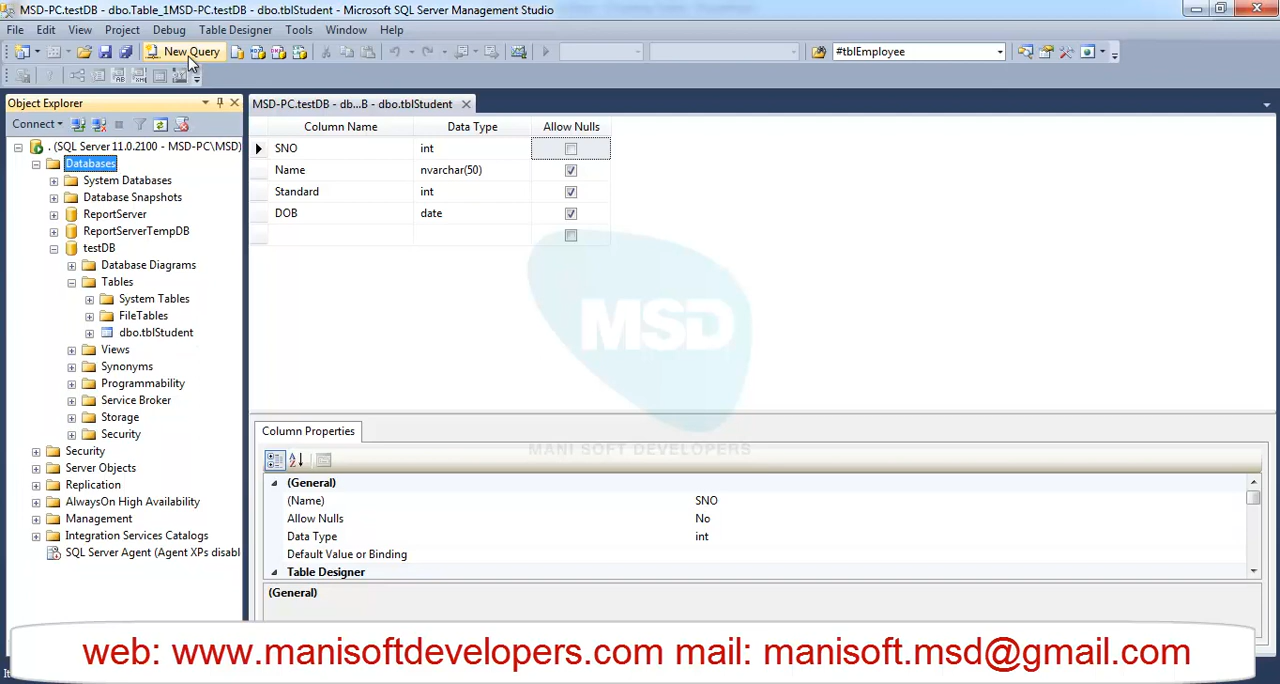 MSD-PC.testDB - dbo.Table_1MSD-PC.testDB - dbo.tblStudent - Microsoft SQL Server Management Studio
File Edit View Project Debug Table Designer Tools Window Help
New Query #tblEmployee
Object Explorer
MSD-PC.testDB - db...B - dbo.tblStudent
Connect
Column Name Data Type Allow Nulls
. (SQL Server 11.0.2100 - MSD-PC\MSD)
SNO int
Databases
Name nvarchar(50)
System Databases
Standard int
Database Snapshots
DOB date
ReportServer
ReportServerTempDB
testDB
Database Diagrams
Tables
System Tables
FileTables
dbo.tblStudent
Views
Synonyms
Programmability
Service Broker
Storage
Security
Security
Server Objects
Replication
AlwaysOn High Availability
Management
Integration Services Catalogs
SQL Server Agent (Agent XPs disabl
MSD
MANI SOFT DEVELOPERS
Column Properties
(General)
(Name) SNO
Allow Nulls No
Data Type int
Default Value or Binding
Table Designer
(General)
web: www.manisoftdevelopers.com mail: manisoft.msd@gmail.com